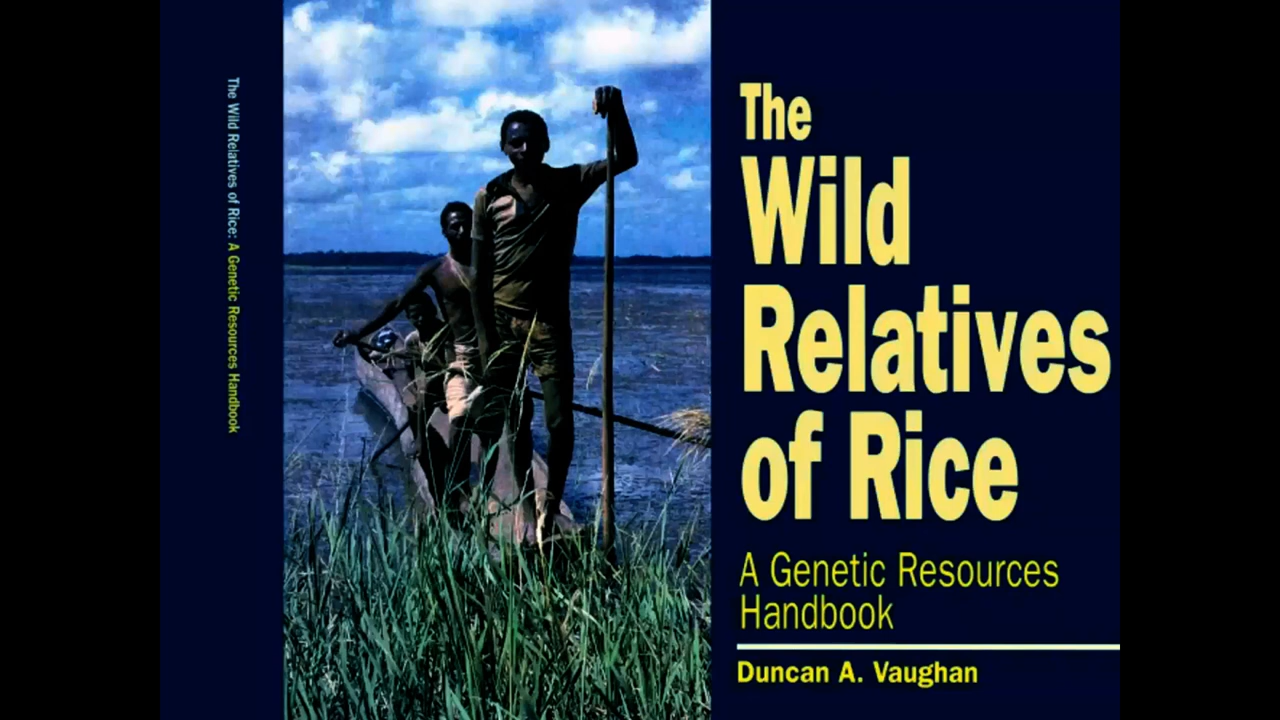 The Wild Relatives of Rice: A Genetic Resources Handbook
The
Wild
Relatives
of Rice
A Genetic Resources
Handbook
Duncan A. Vaughan